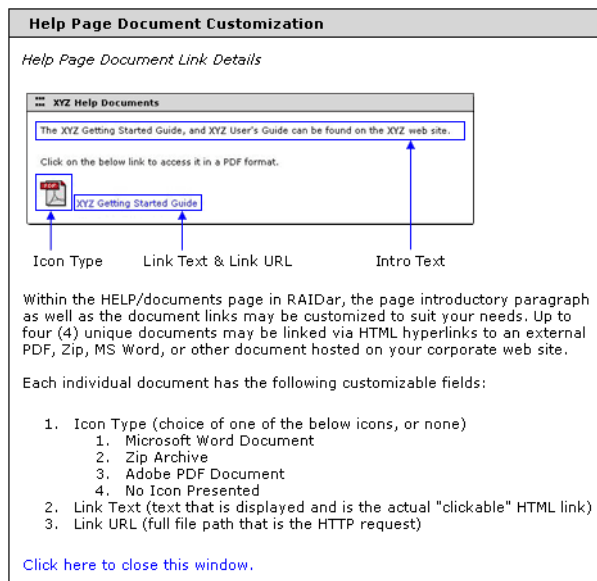 Help Page Document Customization
Help Page Document Link Details
XYZ Help Documents
The XYZ Getting Started Guide, and XYZ User's Guide can be found on the XYZ web site.
Click on the below link to access it in a PDF format.
PDF
XYZ Getting Started Guide
Icon Type Link Text & Link URL Intro Text
Within the HELP/documents page in RAIDar, the page introductory paragraph
as well as the document links may be customized to suit your needs. Up to
four (4) unique documents may be linked via HTML hyperlinks to an external
PDF, Zip, MS Word, or other document hosted on your corporate web site.
Each individual document has the following customizable fields:
1. Icon Type (choice of one of the below icons, or none)
1. Microsoft Word Document
2. Zip Archive
3. Adobe PDF Document
4. No Icon Presented
2. Link Text (text that is displayed and is the actual "clickable" HTML link)
3. Link URL (full file path that is the HTTP request)
Click here to close this window.